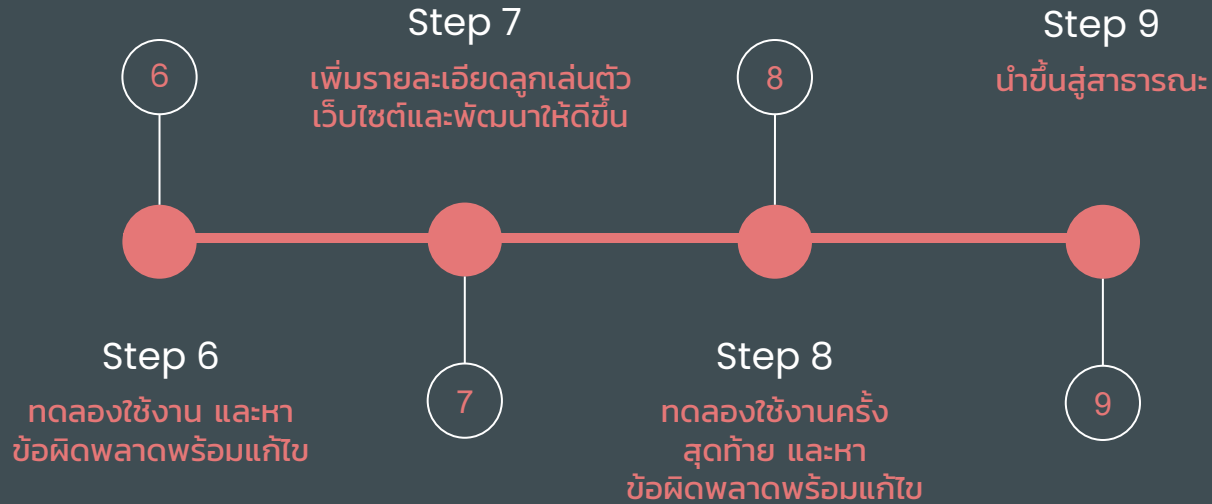 6
Step 6
ทดลองใช้งาน และหา
ข้อผิดพลาดพร้อมแก้ไข
Step 7
เพิ่มรายละเอียดลูกเล่นตัว
เว็บไซต์และพัฒนาให้ดีขึ้น
7
8
Step 8
ทดลองใช้งานครั้ง
สุดท้าย และหา
ข้อผิดพลาดพร้อมแก้ไข
Step 9
นำขึ้นสู่สาธารณะ
9